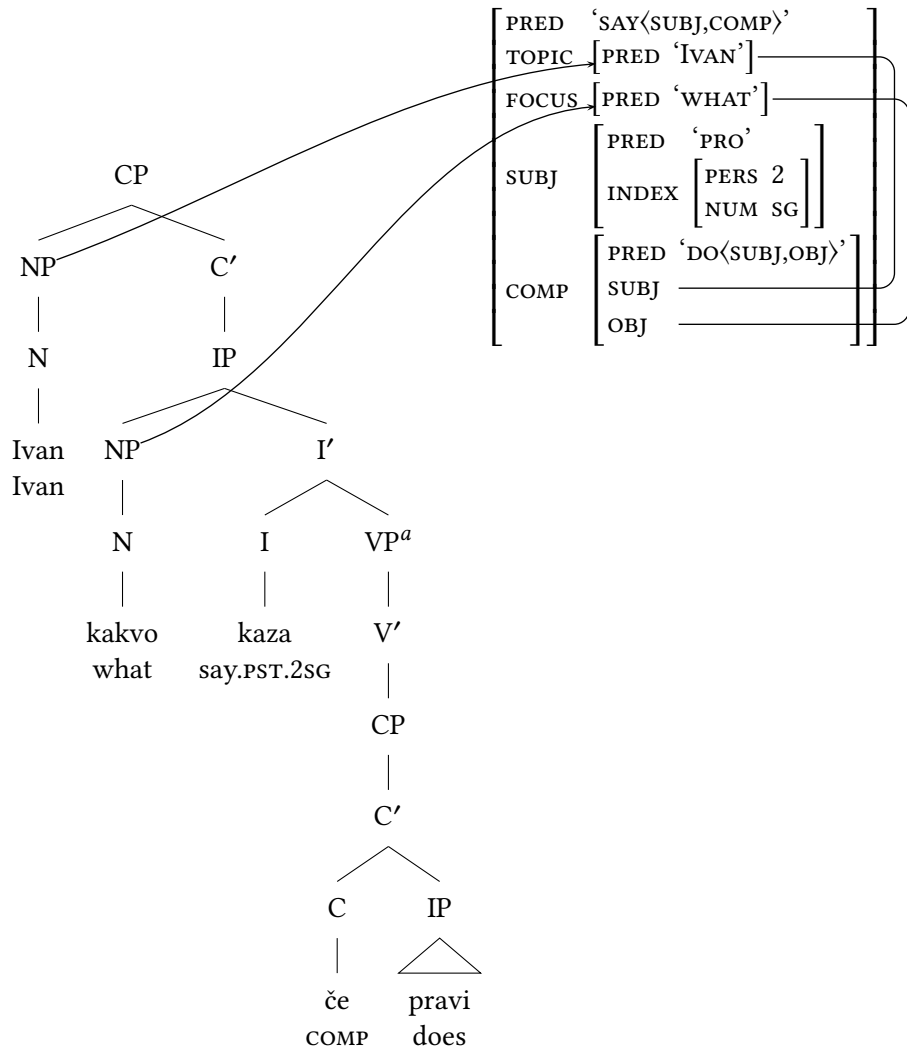 PRED ‘SAY⟨SUBJ,COMP⟩’
TOPIC [PRED ‘IVAN’]
FOCUS [PRED ‘WHAT’]
SUBJ
PRED ‘PRO’
INDEX
PERS 2
NUM SG
COMP
PRED ‘DO⟨SUBJ,OBJ⟩’
SUBJ
OBJ
CP
NP C′
N IP
Ivan NP I′
Ivan
N I VPᵃ
kakvo kaza V′
what say.PST.2SG
CP
C′
C IP
če pravi
COMP does